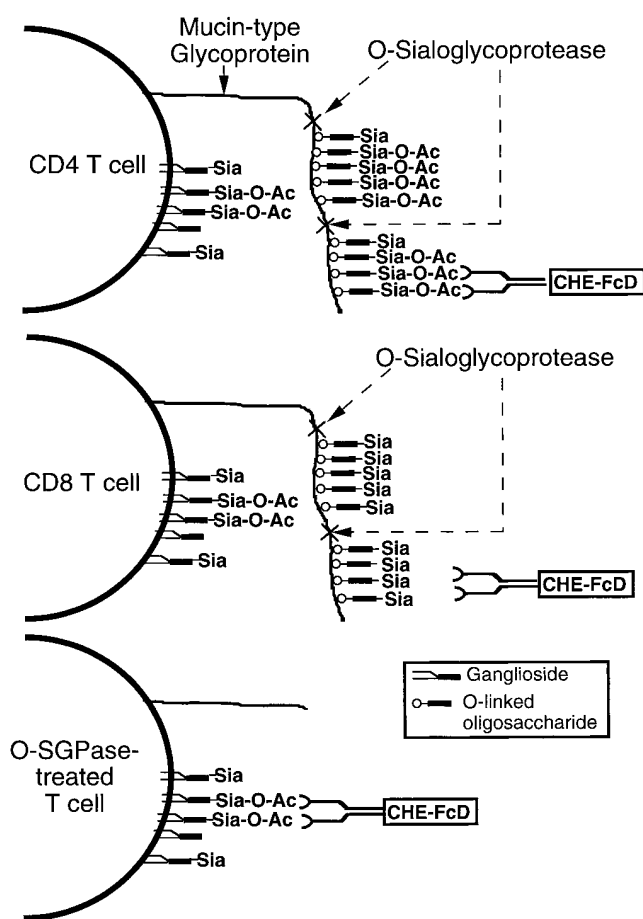 Mucin-type
Glycoprotein
O-Sialoglycoprotease
CD4 T cell
Sia
Sia-O-Ac
Sia-O-Ac
Sia
Sia
Sia-O-Ac
Sia-O-Ac
Sia-O-Ac
Sia-O-Ac
Sia
Sia-O-Ac
Sia-O-Ac
Sia-O-Ac
CHE-FcD
O-Sialoglycoprotease
CD8 T cell
Sia
Sia-O-Ac
Sia-O-Ac
Sia
Sia
Sia
Sia
Sia
Sia
Sia
Sia
Sia
Sia
CHE-FcD
Ganglioside
O-linked
oligosaccharide
O-SGPase-
treated
T cell
Sia
Sia-O-Ac
Sia-O-Ac
Sia
CHE-FcD